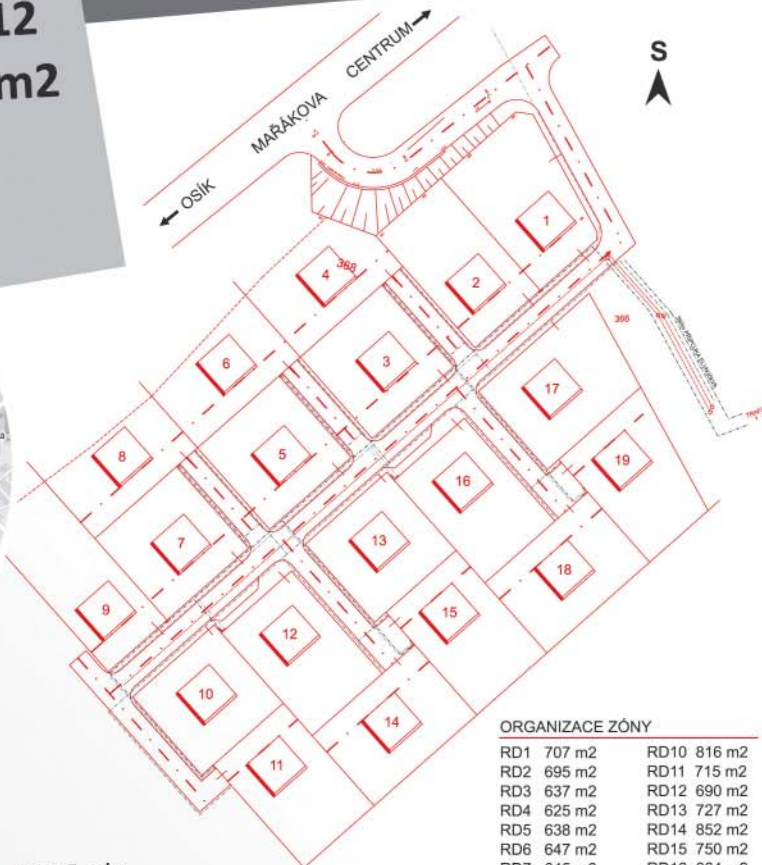 12
m2
CENTRUM
S
MAŘÁKOVA
OSÍK
1
4
368
2
366
6
3
17
8
5
19
16
7
13
18
9
15
12
10
14
11
ORGANIZACE ZÓNY
RD1 707 m2 RD10 816 m2
RD2 695 m2 RD11 715 m2
RD3 637 m2 RD12 690 m2
RD4 625 m2 RD13 727 m2
RD5 638 m2 RD14 852 m2
RD6 647 m2 RD15 750 m2